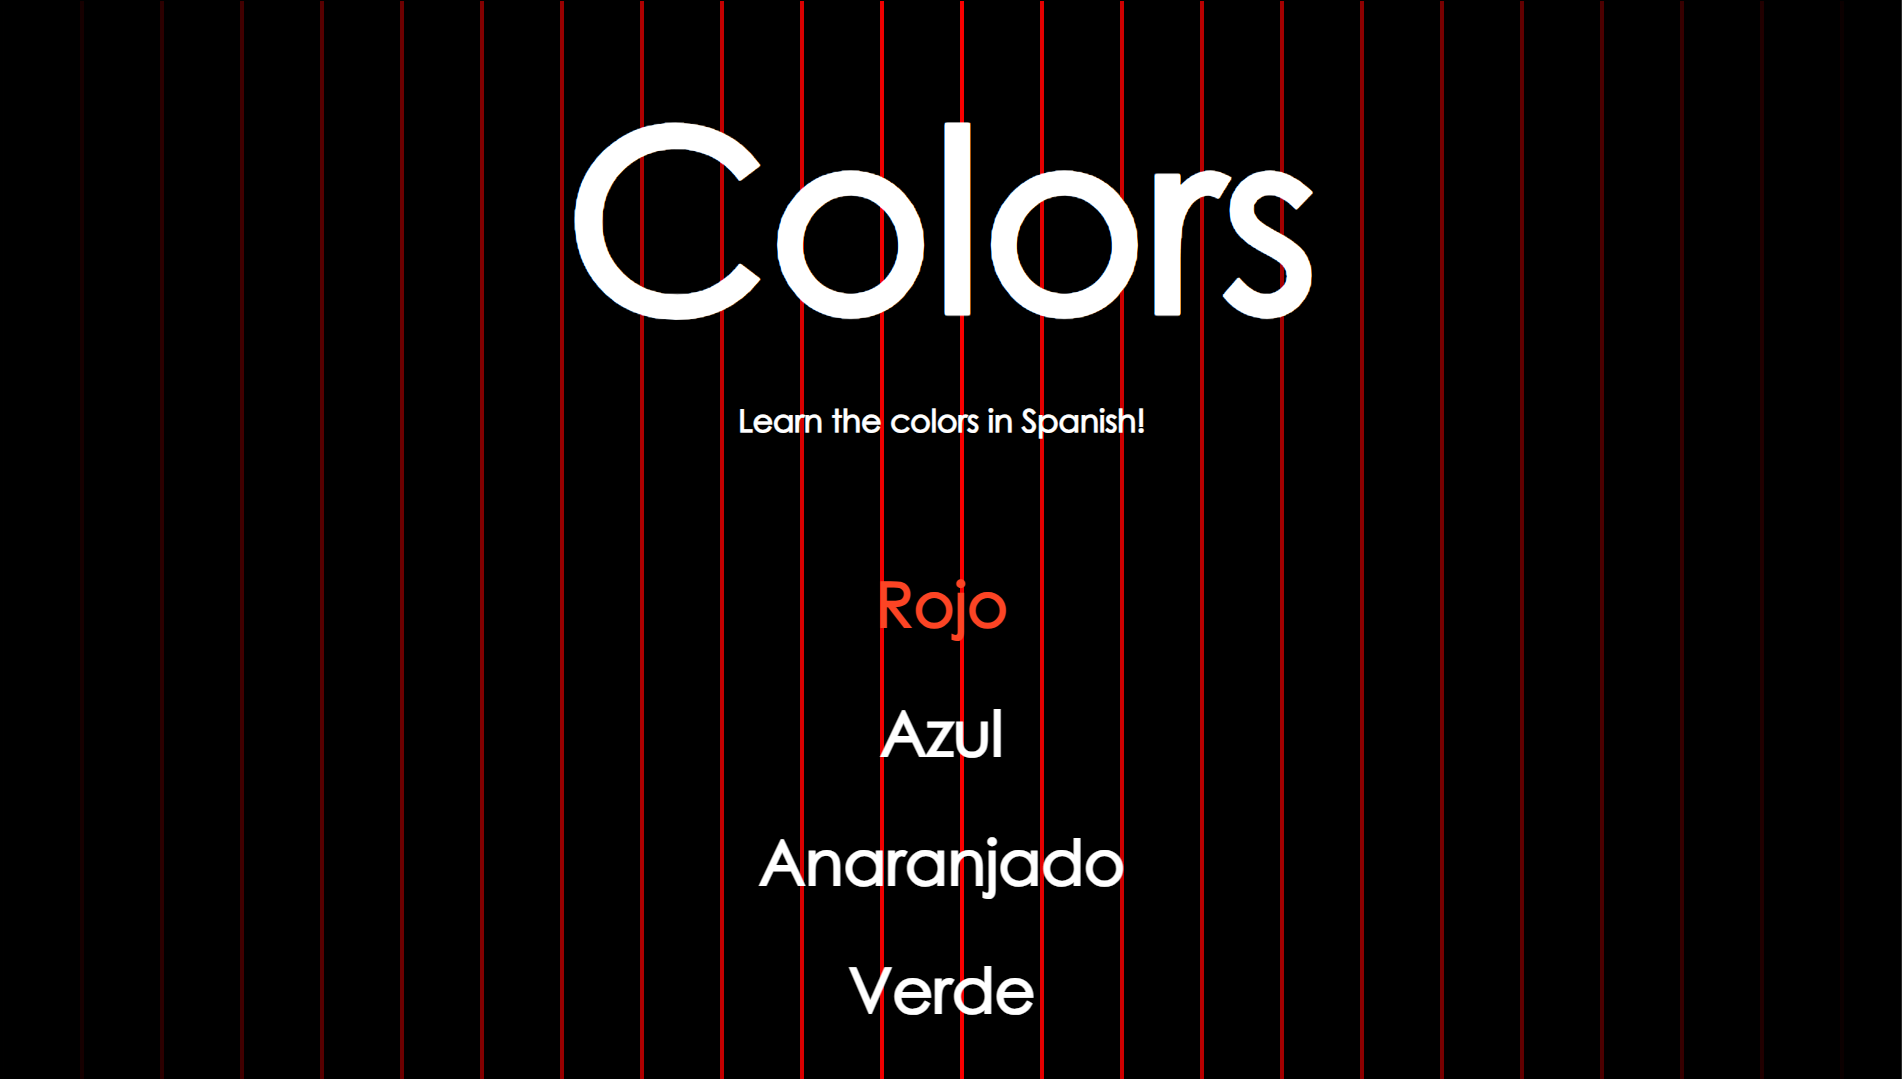 Colors
Learn the colors in Spanish!
Rojo
Azul
Anaranjado
Verde